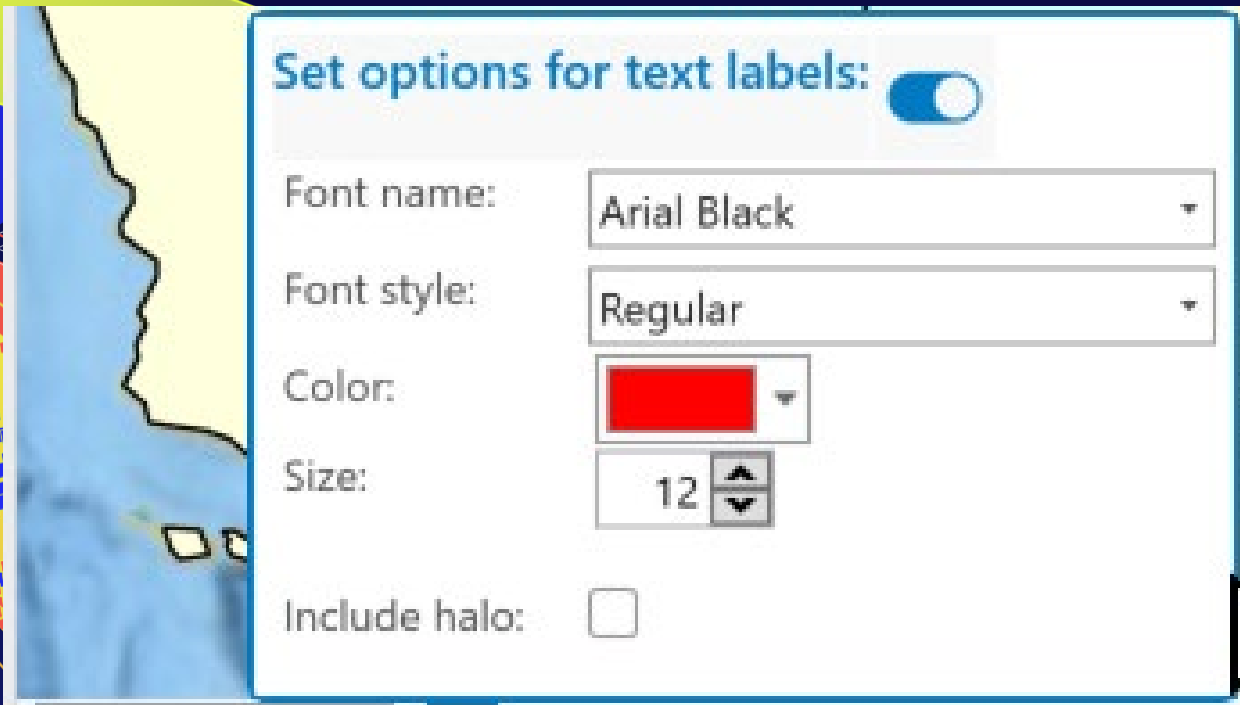 Set options for text labels:
Font name:
Arial Black
Font style:
Regular
Color:
Size:
12
Include halo: